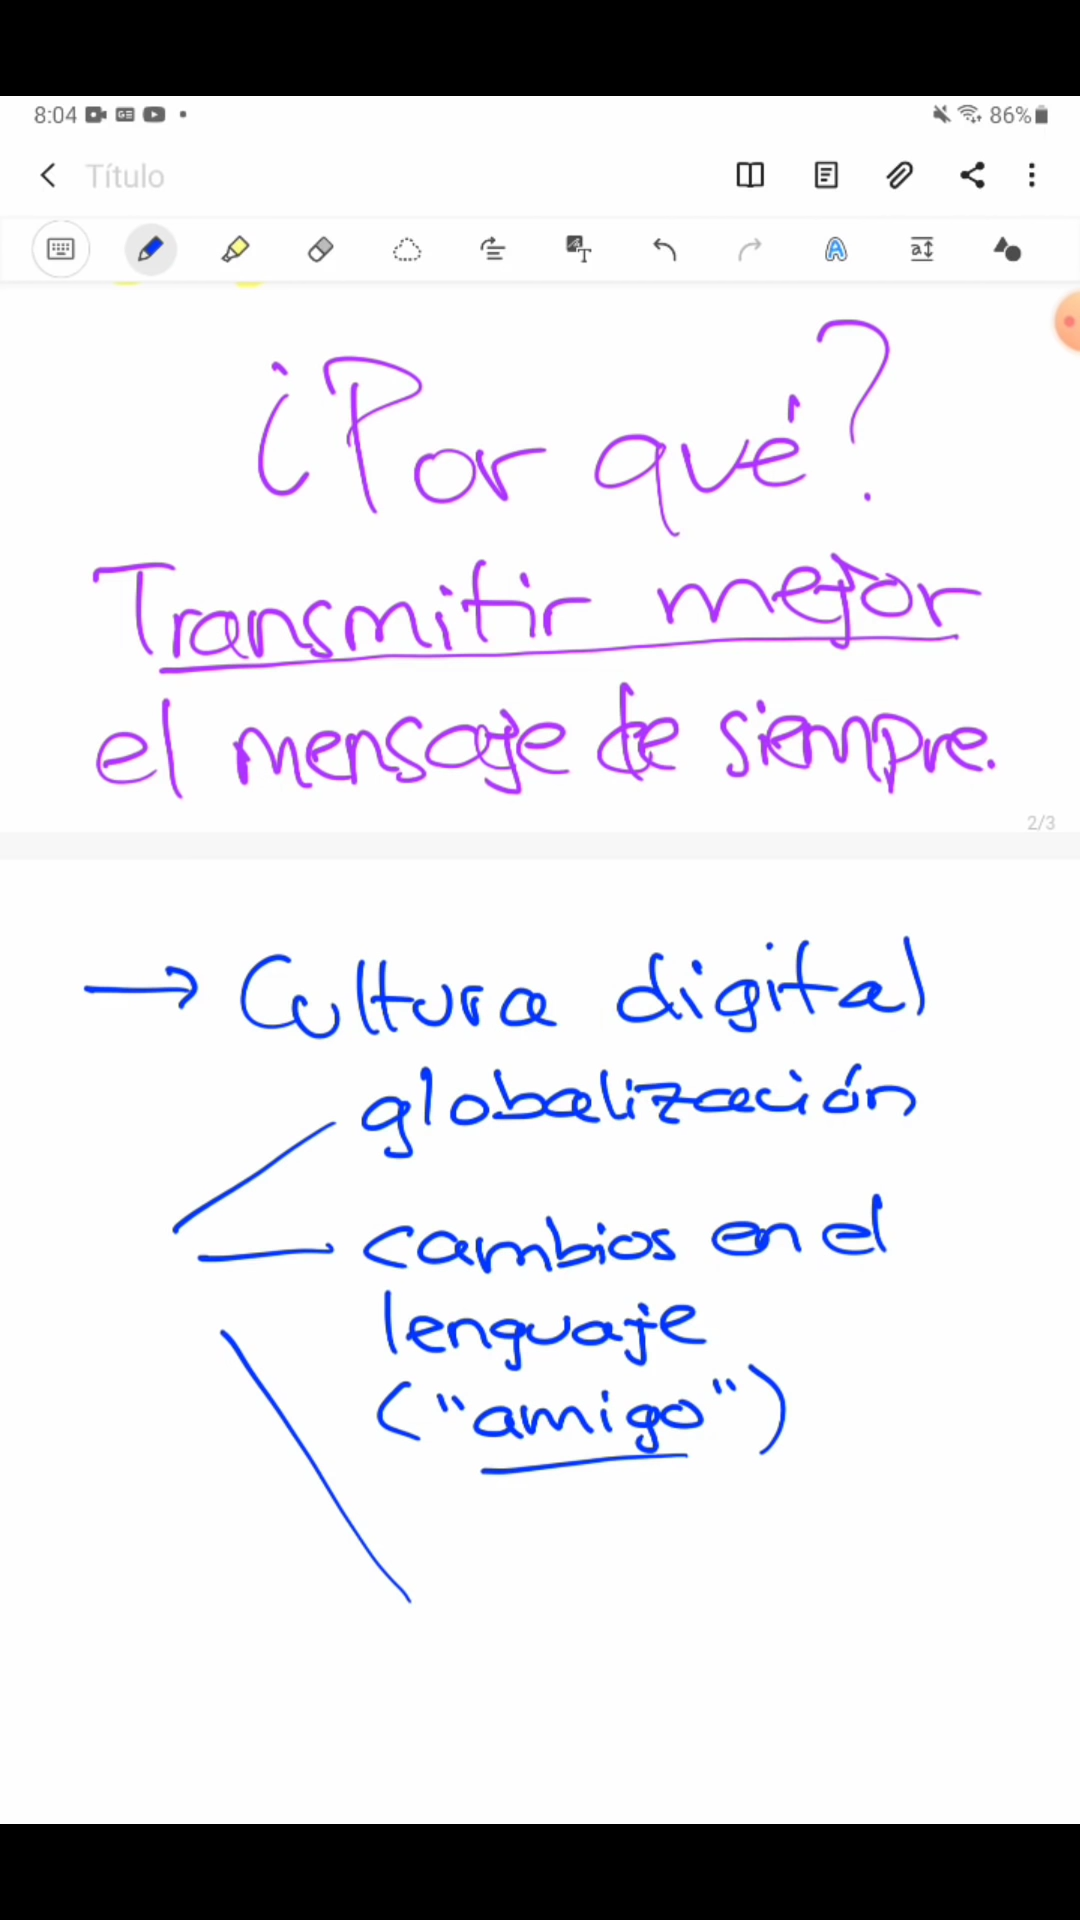 8:04 86%
Título
¿Por qué?
Transmitir mejor
el mensaje de siempre.
2/3
→ Cultura digital
globalización
cambios en el
lenguaje
("amigo")